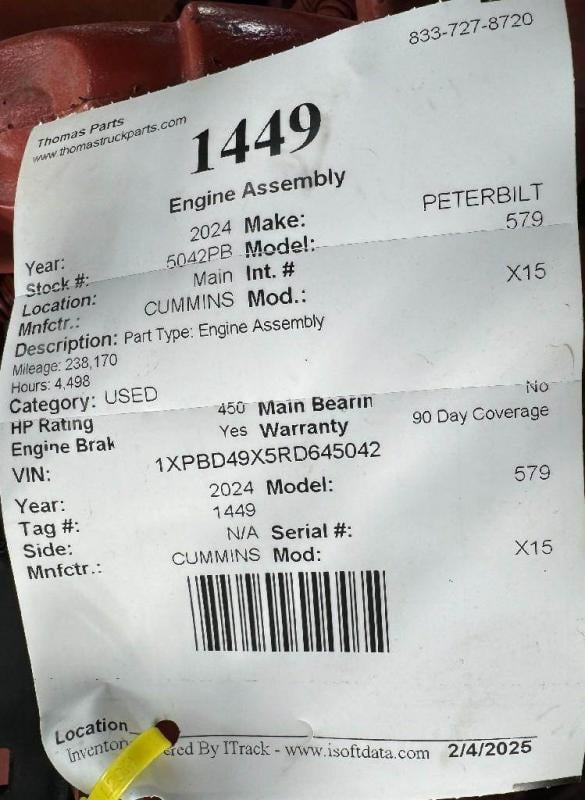 833-727-8720
Thomas Parts
www.thomastruckparts.com
1449
Engine Assembly
Year: 2024 Make: PETERBILT
Stock #: 5042PB Model: 579
Location: Main Int. #
Mnfctr.: CUMMINS Mod.: X15
Description: Part Type: Engine Assembly
Mileage: 238,170
Hours: 4,498
Category: USED
HP Rating 450 Main Bearin No
Engine Brak Yes Warranty 90 Day Coverage
VIN: 1XPBD49X5RD645042
Year: 2024 Model: 579
Tag #: 1449
Side: N/A Serial #:
Mnfctr.: CUMMINS Mod: X15
Location
Inventor ered By ITrack - www.isoftdata.com 2/4/2025